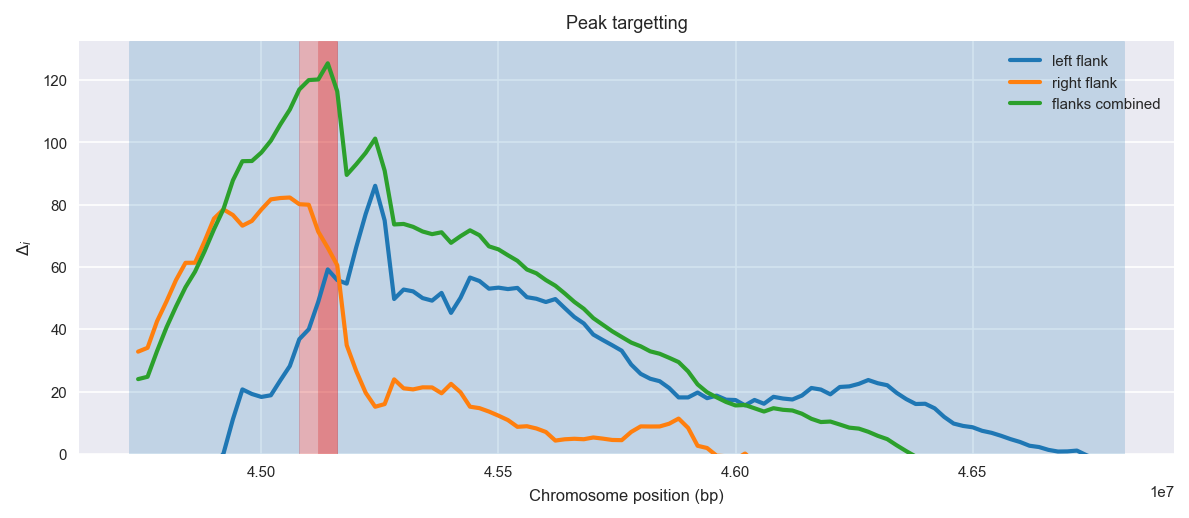 Peak targetting
left flank
right flank
flanks combined
120
100
80
60
40
20
0
Δi
4.50
4.55
4.60
4.65
1e7
Chromosome position (bp)